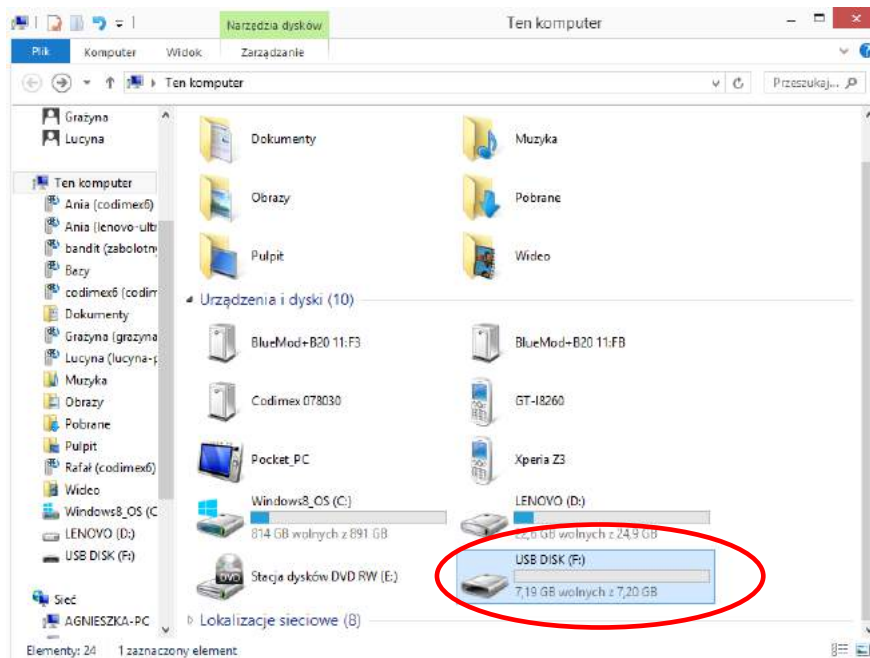 Narzędzia dysków
Ten komputer
Plik Komputer Widok Zarządzanie
Ten komputer
Przeszukaj...
Grażyna
Lucyna
Ten komputer
Ania (codimex6)
Ania (lenovo-ultr
bandit (zabolotny
Bazy
codimex6 (codim
Dokumenty
Grażyna (grazyna
Lucyna (lucyna-p
Muzyka
Obrazy
Pobrane
Pulpit
Rafał (codimex6)
Wideo
Windows8_OS (C
LENOVO (D:)
USB DISK (F:)
Sieć
AGNIESZKA-PC
Dokumenty
Muzyka
Obrazy
Pobrane
Pulpit
Wideo
Urządzenia i dyski (10)
BlueMod+B20 11:F3
BlueMod+B20 11:FB
Codimex 078030
GT-I8260
Pocket_PC
Xperia Z3
Windows8_OS (C:)
814 GB wolnych z 891 GB
LENOVO (D:)
22,6 GB wolnych z 24,9 GB
DVD
Stacja dysków DVD RW (E:)
USB DISK (F:)
7,19 GB wolnych z 7,20 GB
Lokalizacje sieciowe (8)
Elementy: 24 1 zaznaczony element